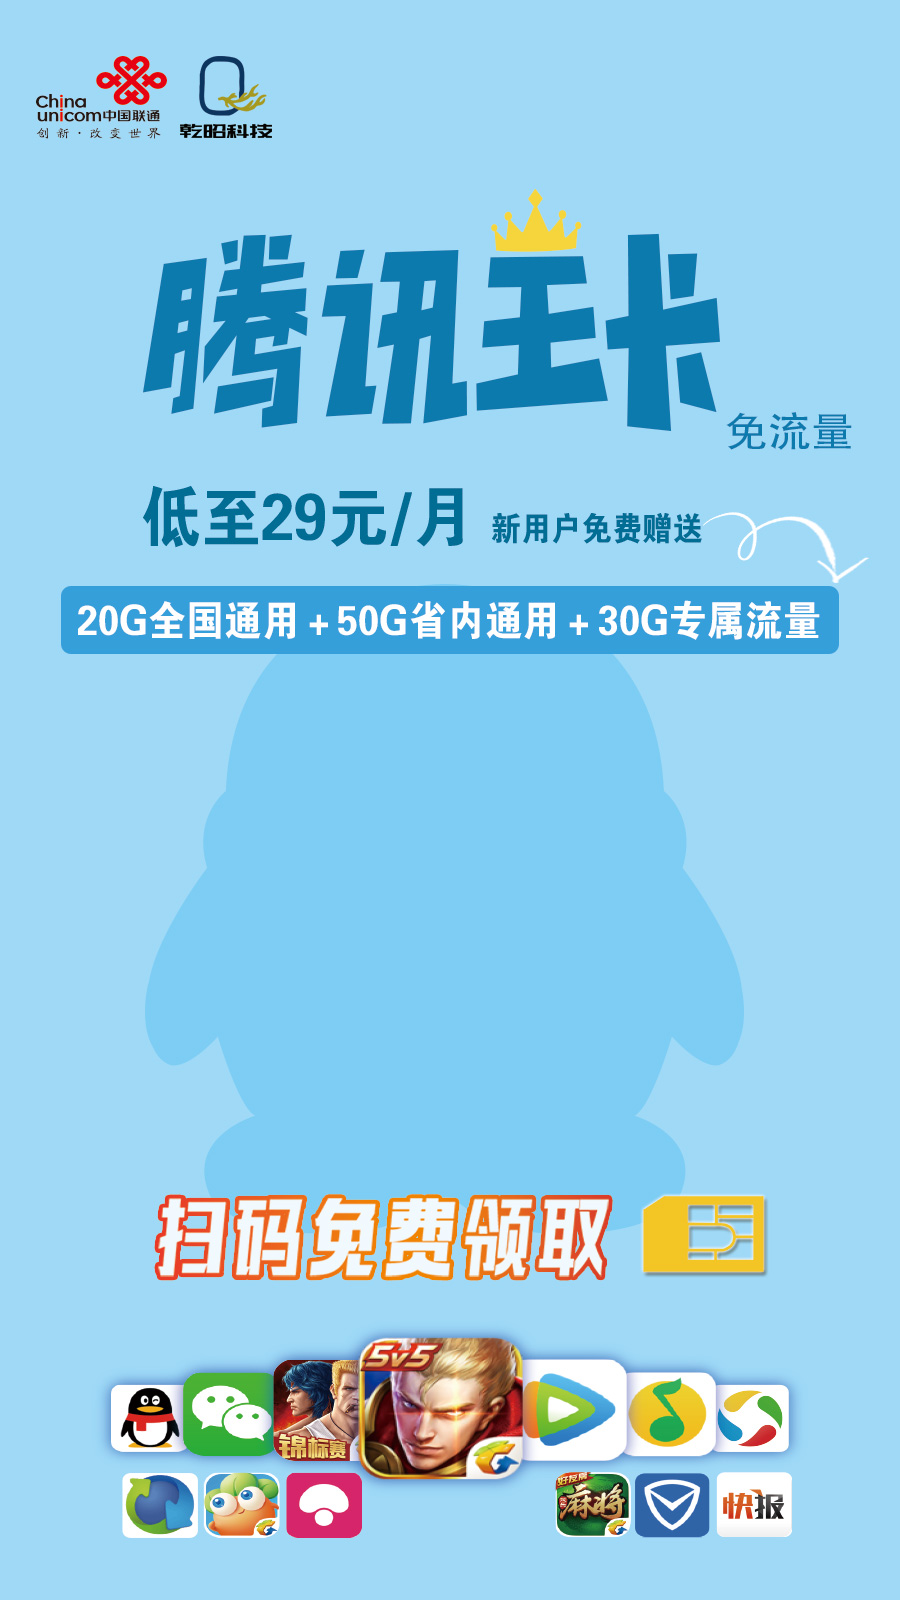 China
unicom中国联通
创新·改变世界
乾昭科技
腾讯王卡
免流量
低至29元/月 新用户免费赠送
20G全国通用+50G省内通用+30G专属流量
扫码免费领取
5v5
锦标赛
麻将
快报